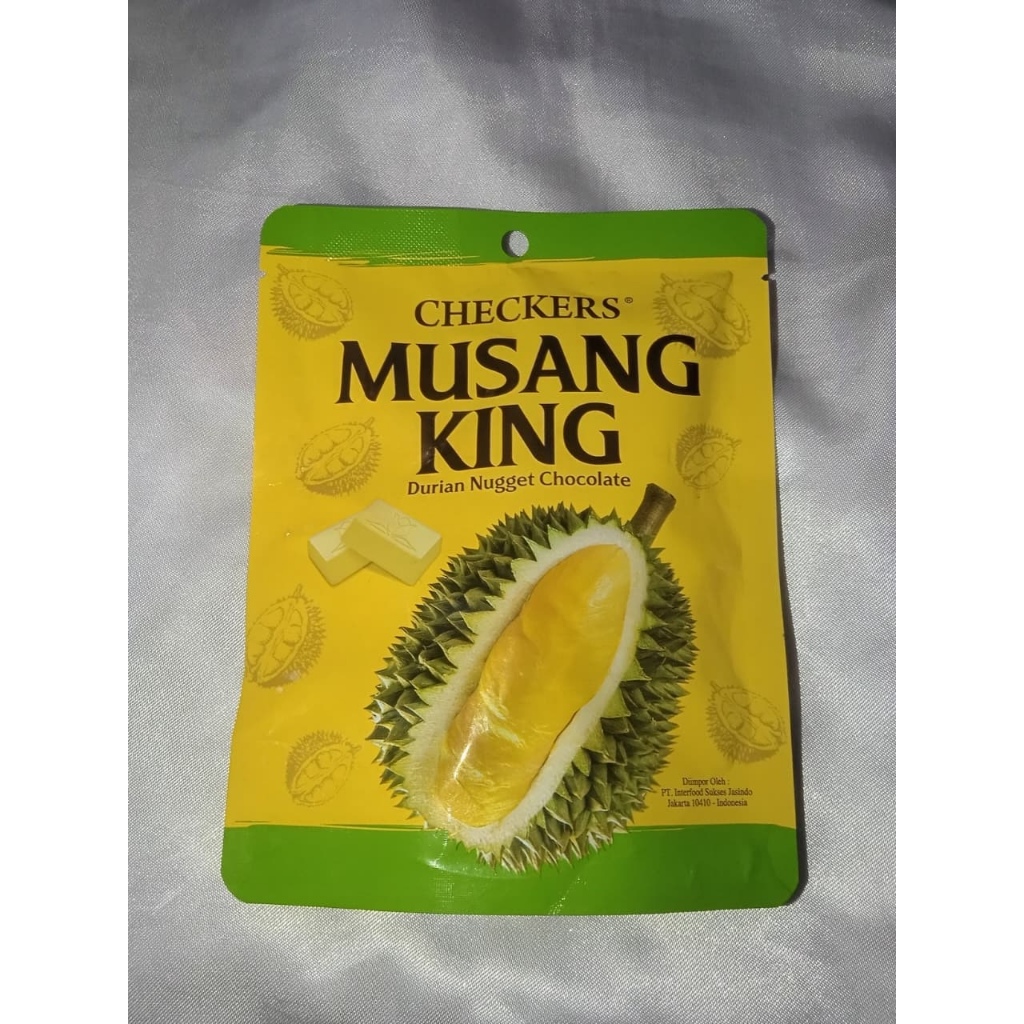 CHECKERS®
MUSANG
KING
Durian Nugget Chocolate
Diimpor Oleh :
PT. Interfood Sukses Jasindo
Jakarta 10410 - Indonesia